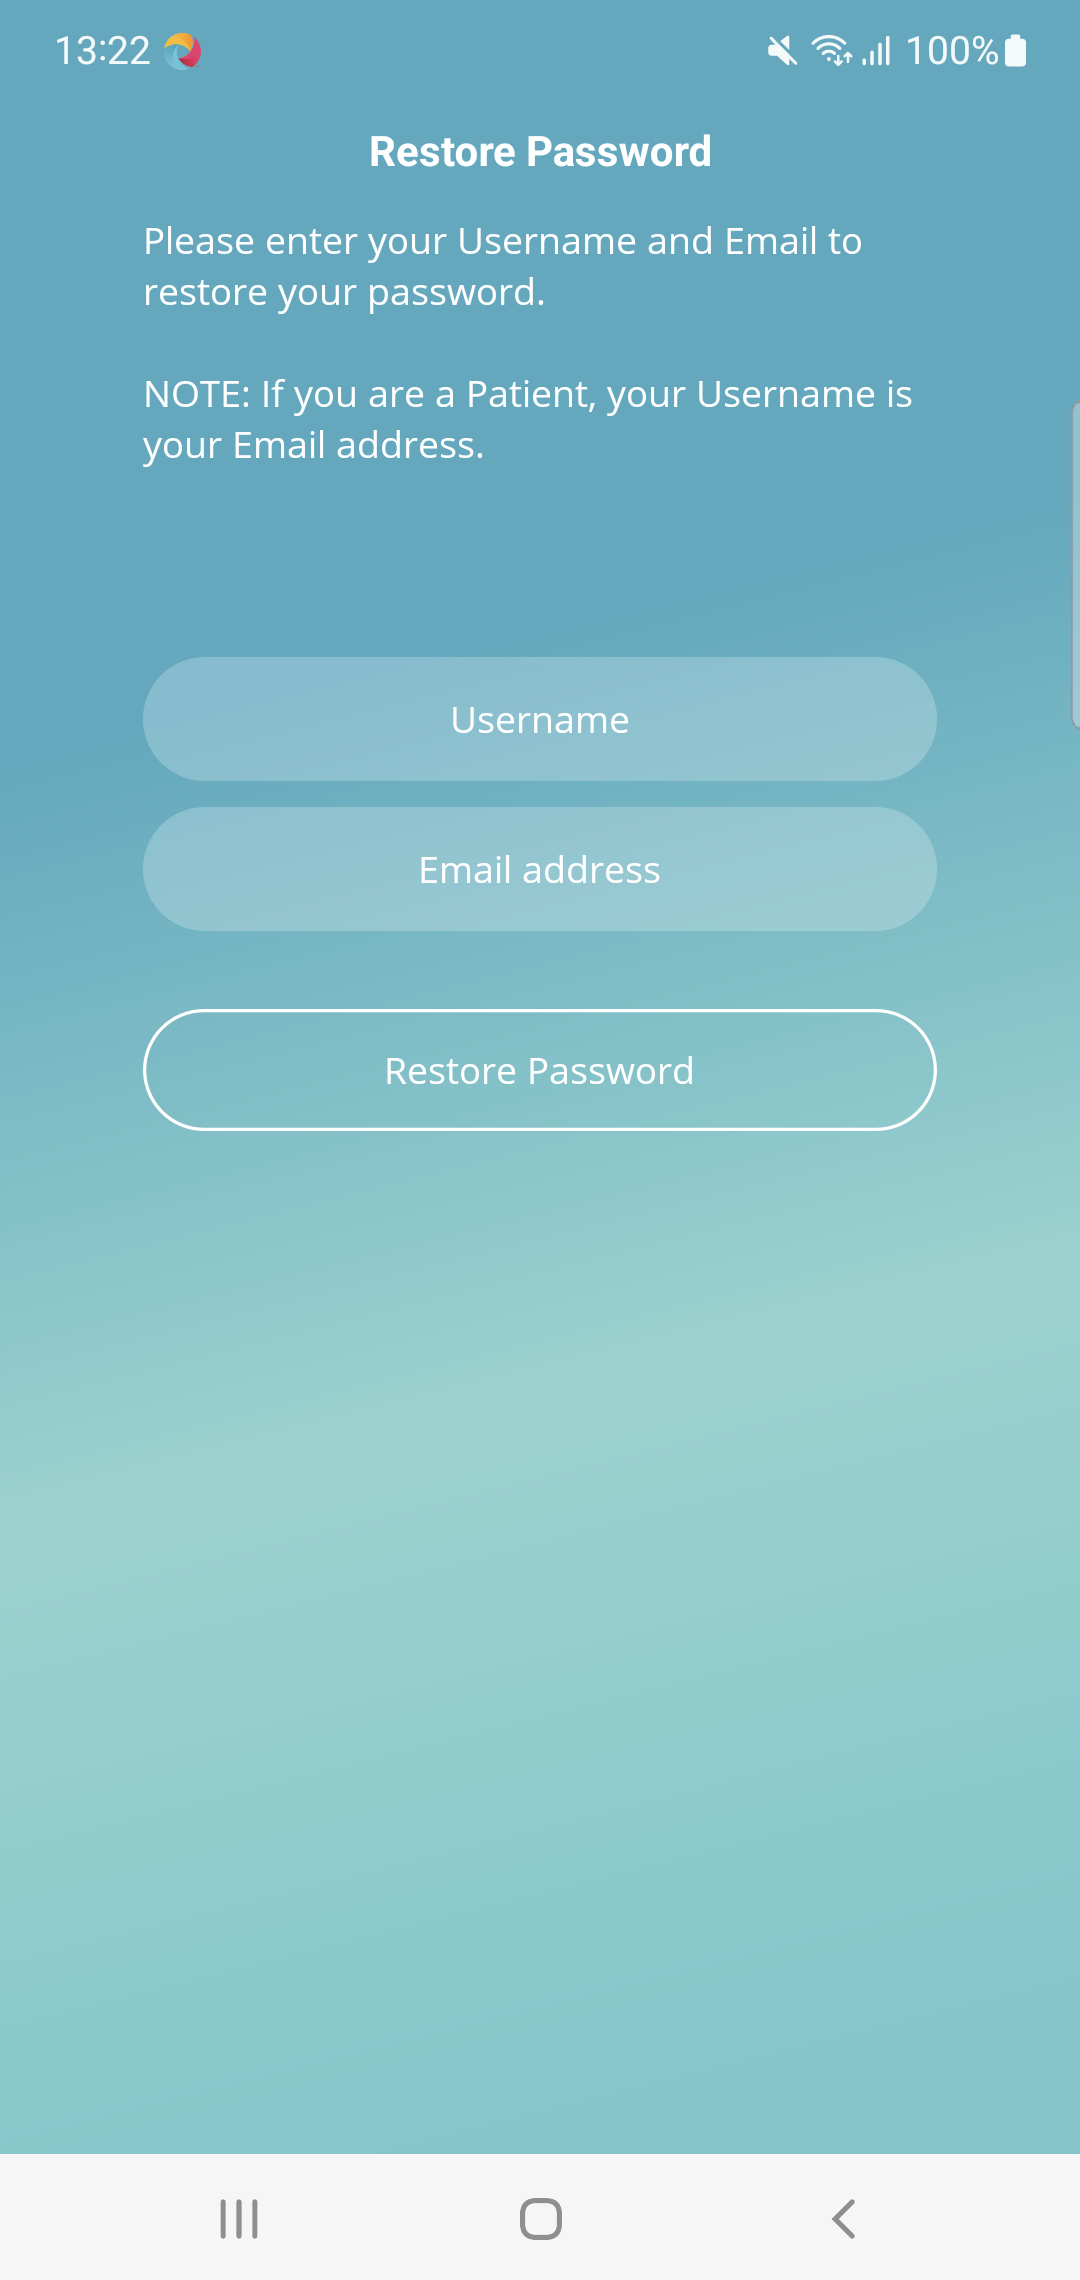 13:22
100%
Restore Password
Please enter your Username and Email to
restore your password.
NOTE: If you are a Patient, your Username is
your Email address.
Username
Email address
Restore Password